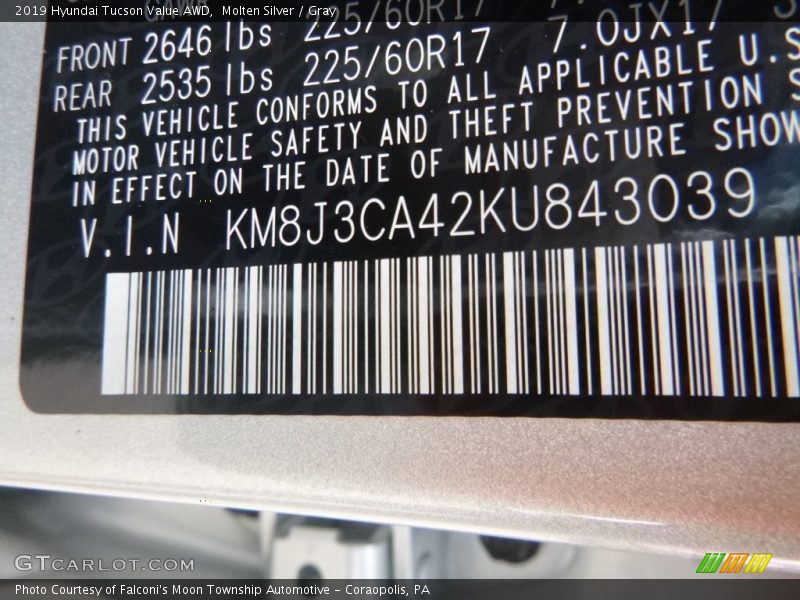 2019 Hyundai Tucson Value AWD,  Molten Silver / Gray
225/60R17
FRONT 2646 lbs 225/60R17 7.0JX17
REAR 2535 lbs
THIS VEHICLE CONFORMS TO ALL APPLICABLE U.S
MOTOR VEHICLE SAFETY AND THEFT PREVENTION S
IN EFFECT ON THE DATE OF MANUFACTURE SHOW
V.I.N KM8J3CA42KU843039
GTCARLOT.COM
Photo Courtesy of Falconi's Moon Township Automotive - Coraopolis, PA